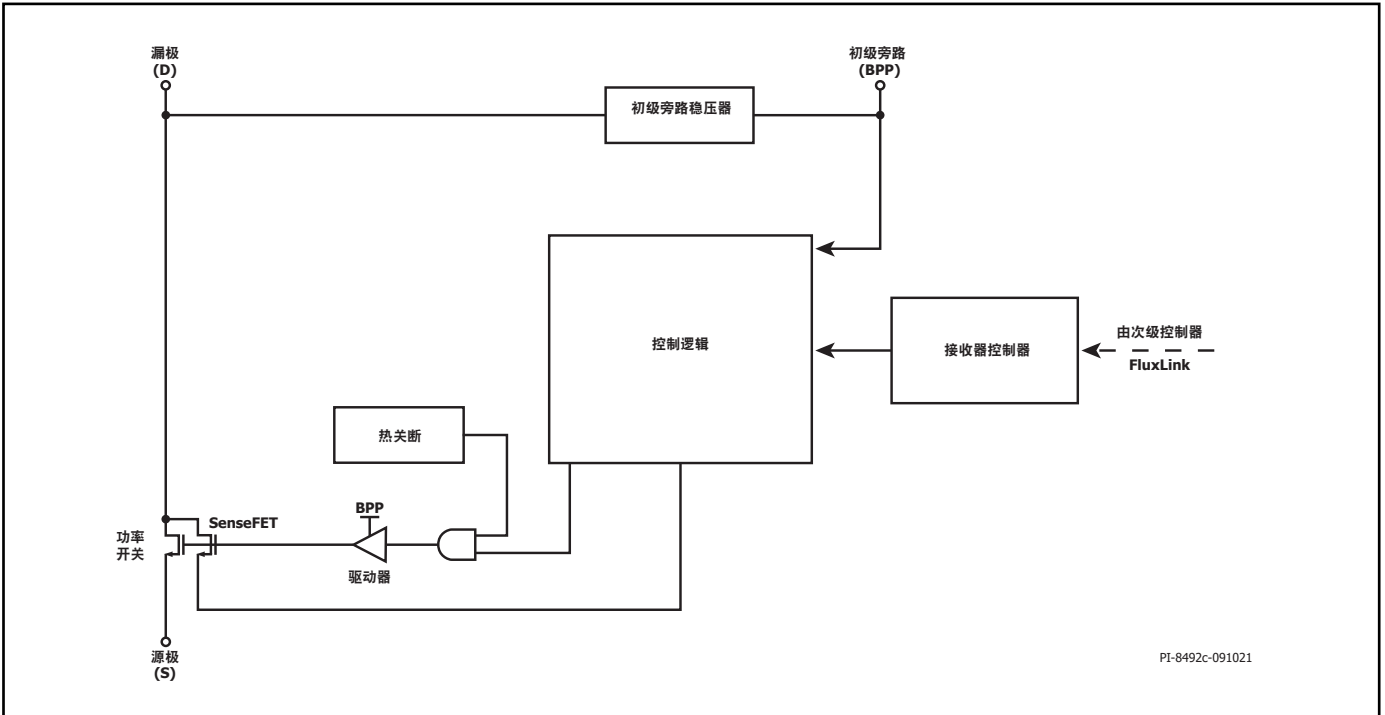 漏极
(D)
初级旁路
(BPP)
初级旁路稳压器
控制逻辑
接收器控制器
由次级控制器
FluxLink
热关断
BPP
SenseFET
功率
开关
驱动器
源极
(S)
PI-8492c-091021